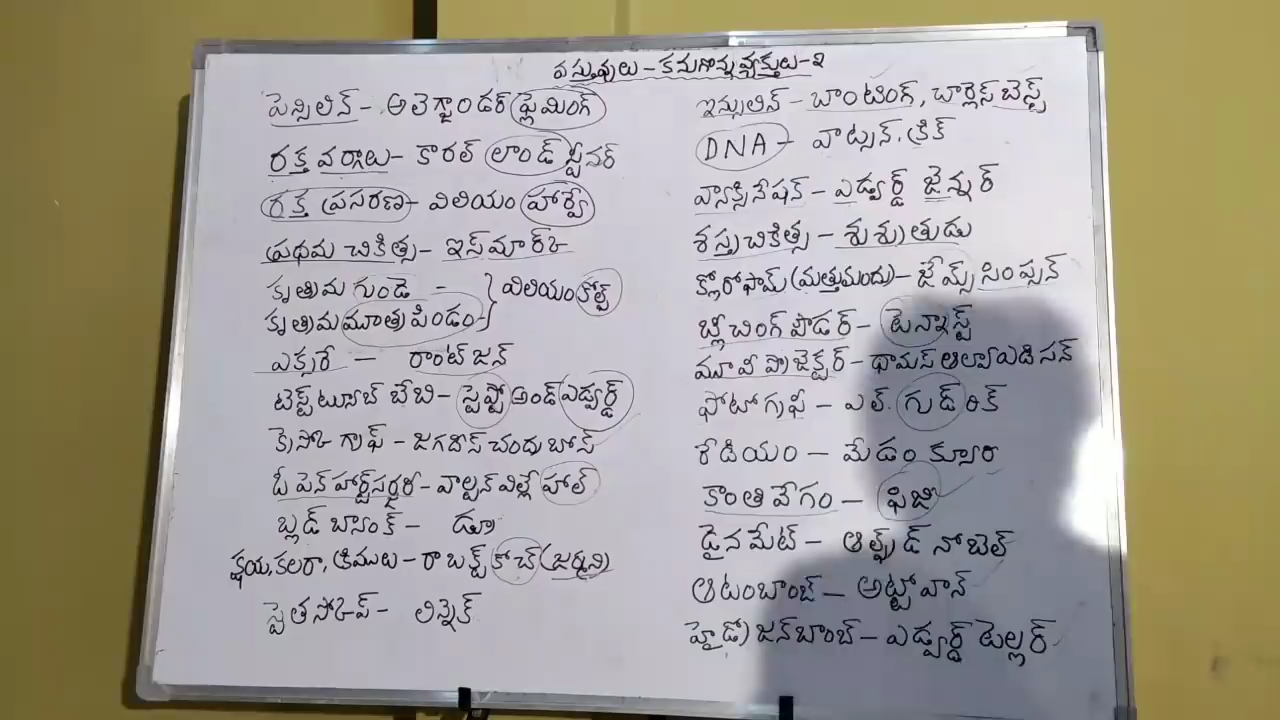 వస్తువులు - కనుగొన్న వ్యక్తులు-2
పెన్సిలిన్ - అలెగ్జాండర్ ఫ్లెమింగ్
రక్త వర్గాలు - కారల్ లాండ్ స్టీనర్
రక్త ప్రసరణ - విలియం హార్వే
ప్రథమ చికిత్స - ఇస్‌మార్క్
కృత్రిమ గుండె -
కృత్రిమ మూత్రపిండం - } విలియం కోల్ఫ్
ఎక్సరే - రాంట్ జన్
టెస్ట్ ట్యూబ్ బేబి - స్టెప్టో అండ్ ఎడ్వర్డ్
క్రెస్కోగ్రాఫ్ - జగదీస్ చంద్రబోస్
ఓపెన్ హార్ట్ సర్జరీ - వాల్టన్ విల్లే హాల్
బ్లడ్ బ్యాంక్ - డ్రూ
క్షయ, కలరా, క్రిముల - రాబర్ట్ కోచ్ (జర్మని)
స్టెతస్కోప్ - లిన్నెక్
ఇన్సులిన్ - బాంటింగ్, చార్లెస్ బెస్ట్
DNA - వాట్సన్. క్రిక్
వాక్సినేషన్ - ఎడ్వర్డ్ జెన్నర్
శస్త్రచికిత్స - శుశ్రుతుడు
క్లోరోఫామ్ (మత్తుమందు) - జేమ్స్ సింప్సన్
బ్లీచింగ్ పౌడర్ - టెన్నాస్ట్
మూవీ ప్రొజెక్టర్ - థామస్ ఆల్వాఎడిసన్
ఫోటోగ్రఫీ - ఎల్. గుడ్ రిక్
రేడియం - మేడం క్యూరి
కాంతి వేగం - ఫిజి
డైనమేట్ - ఆల్ఫ్రెడ్ నోబెల్
ఆటంబాంబ్ - అట్టోవాన్
హైడ్రోజన్ బాంబ్ - ఎడ్వర్డ్ టెల్లర్